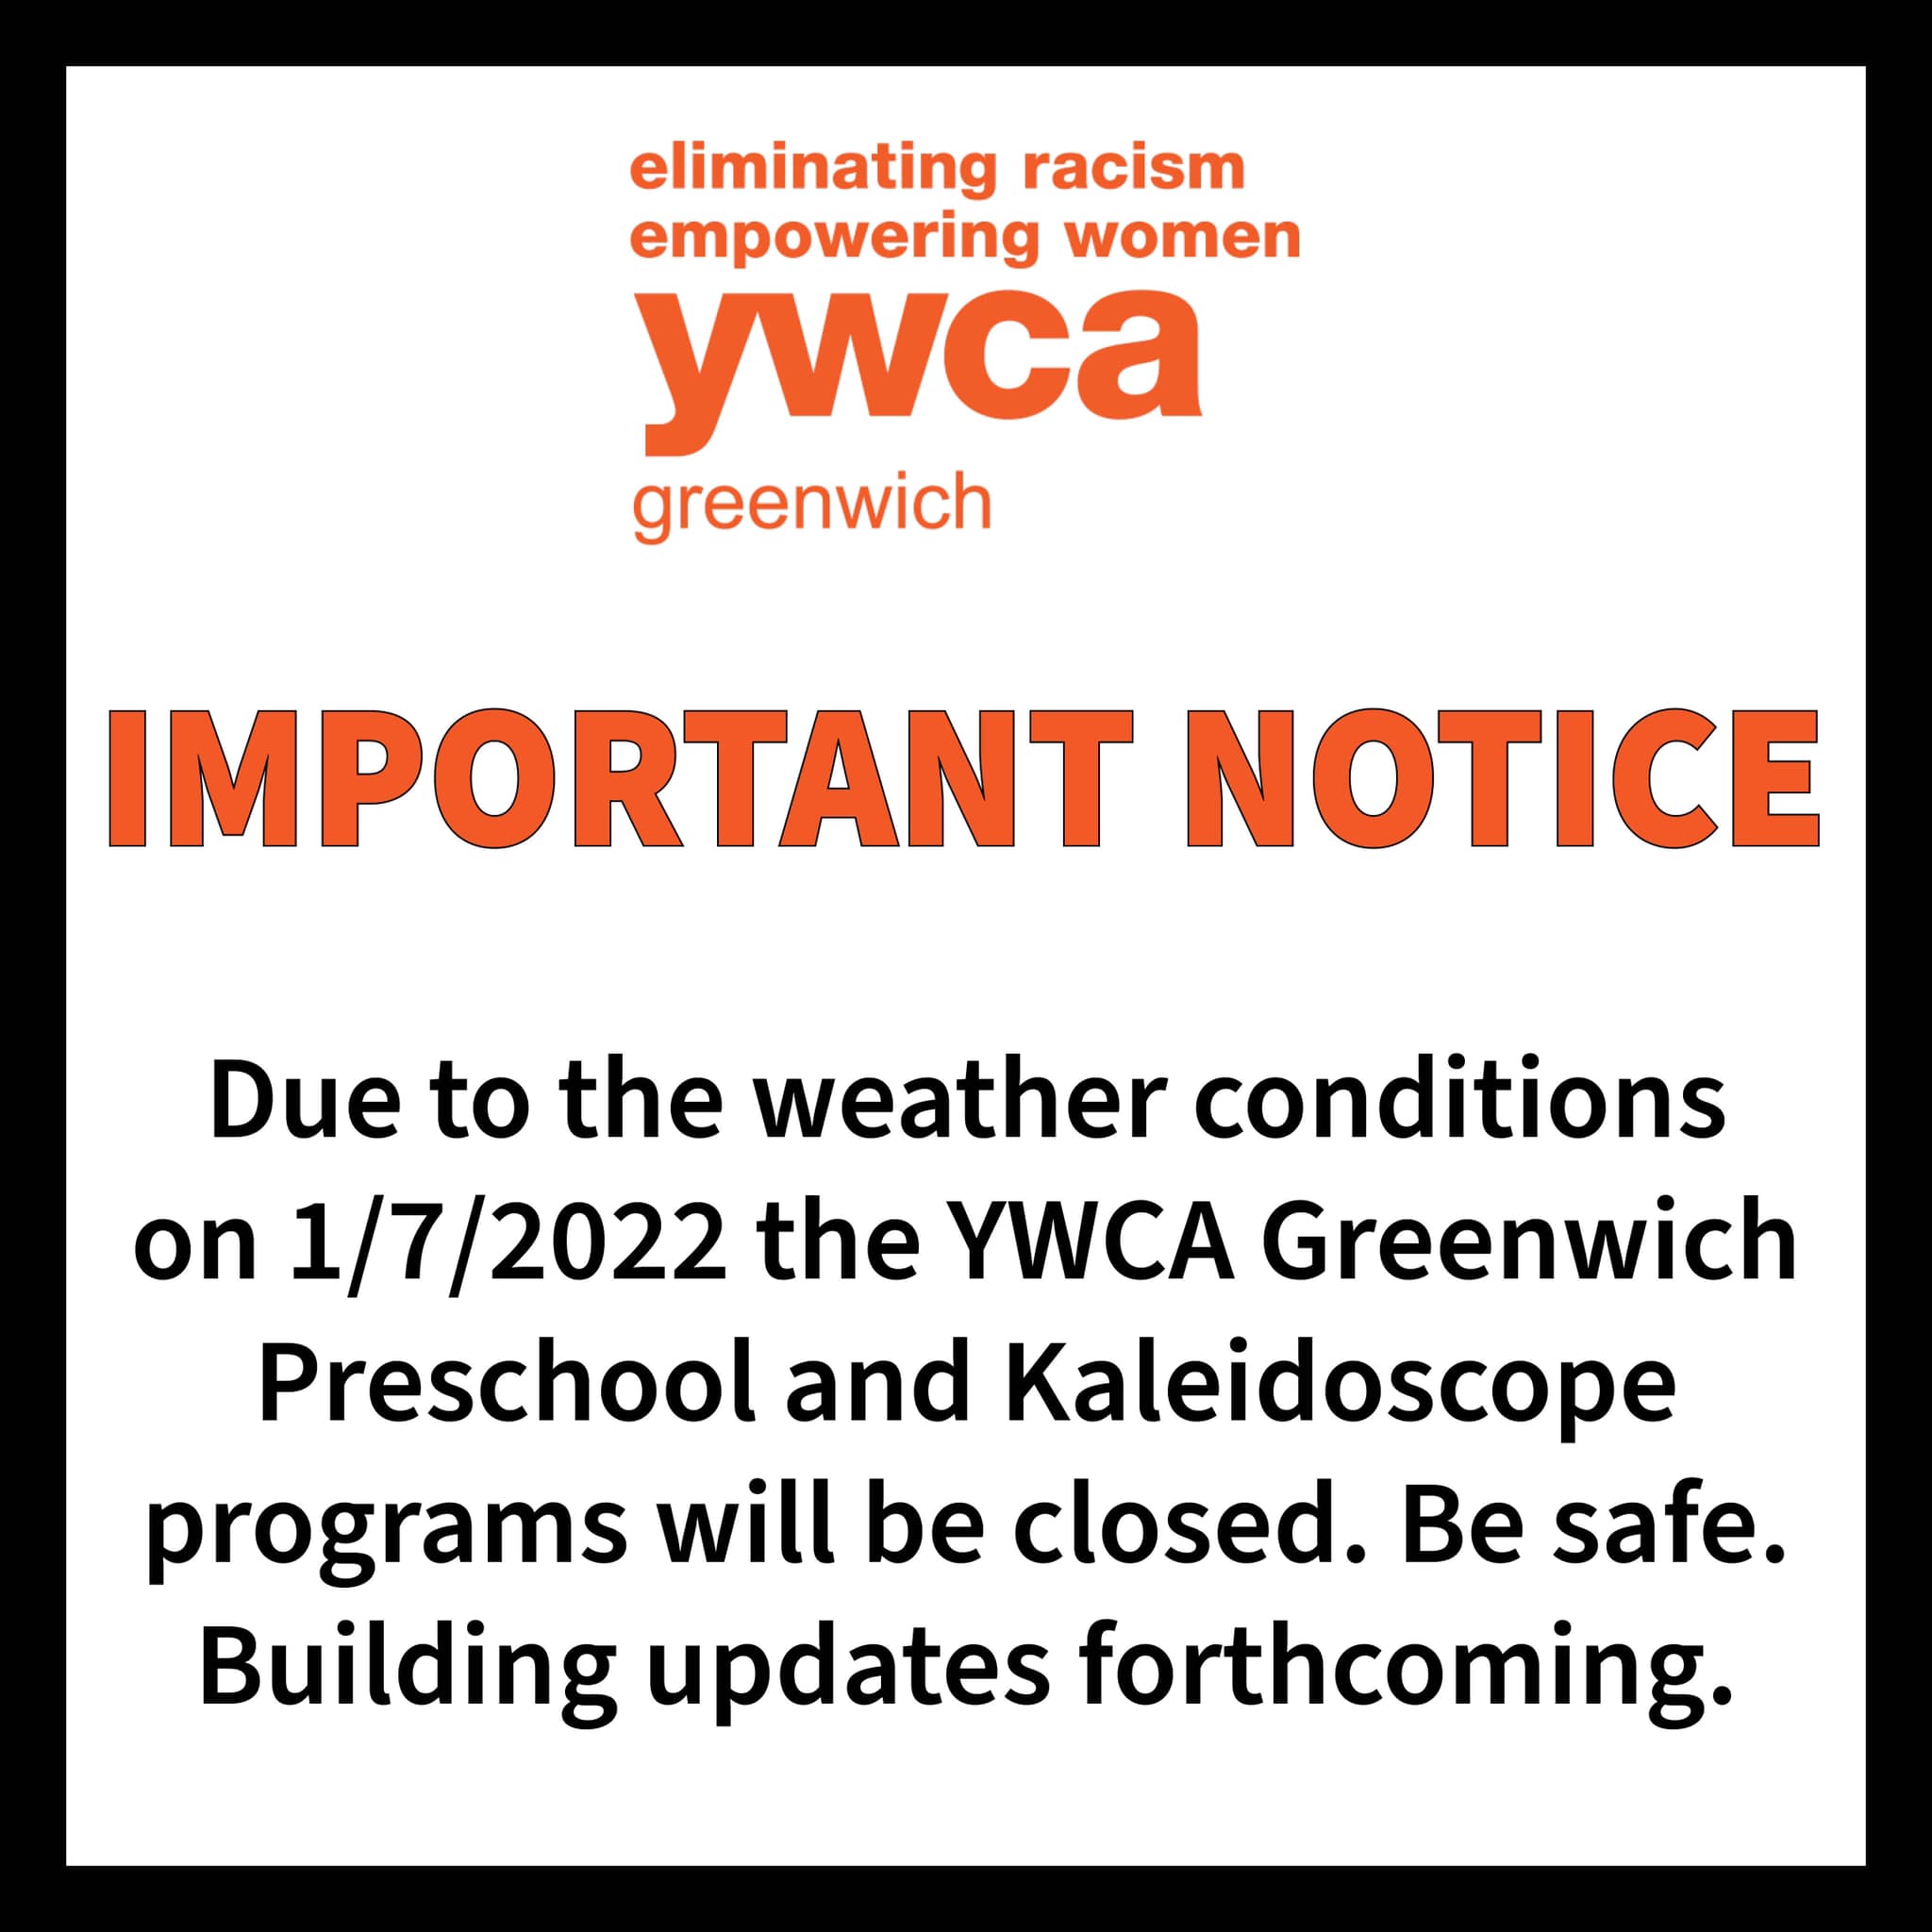 eliminating racism
empowering women
ywca
greenwich
IMPORTANT NOTICE
Due to the weather conditions
on 1/7/2022 the YWCA Greenwich
Preschool and Kaleidoscope
programs will be closed. Be safe.
Building updates forthcoming.